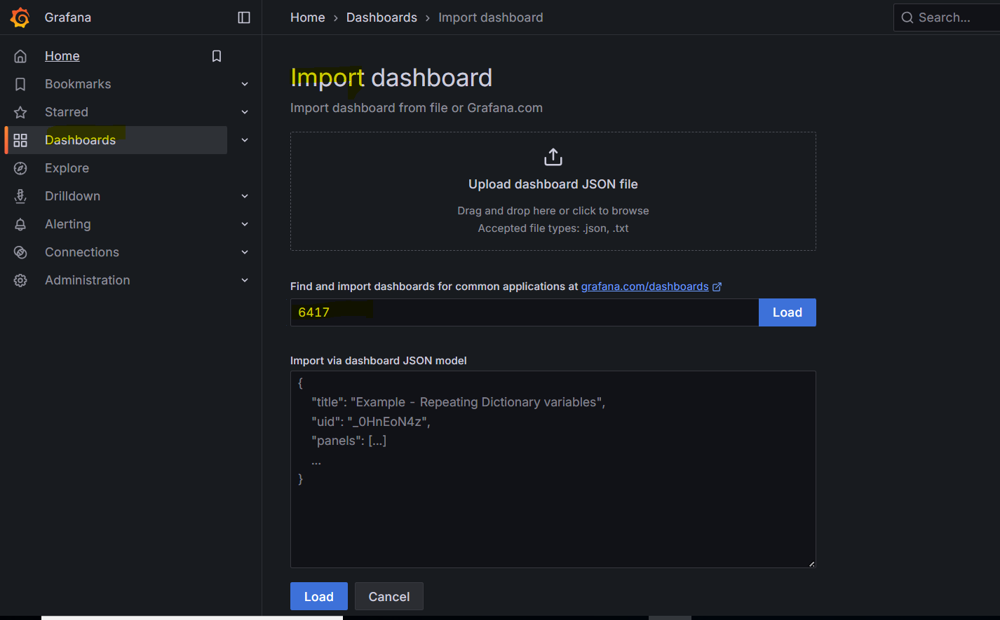 Grafana
Home
Bookmarks
Starred
Dashboards
Explore
Drilldown
Alerting
Connections
Administration
Home › Dashboards › Import dashboard
Search...
Import dashboard
Import dashboard from file or Grafana.com
Upload dashboard JSON file
Drag and drop here or click to browse
Accepted file types: .json, .txt
Find and import dashboards for common applications at grafana.com/dashboards
6417
Load
Import via dashboard JSON model
{
"title": "Example - Repeating Dictionary variables",
"uid": "_0HnEoN4z",
"panels": [...]
...
}
Load
Cancel